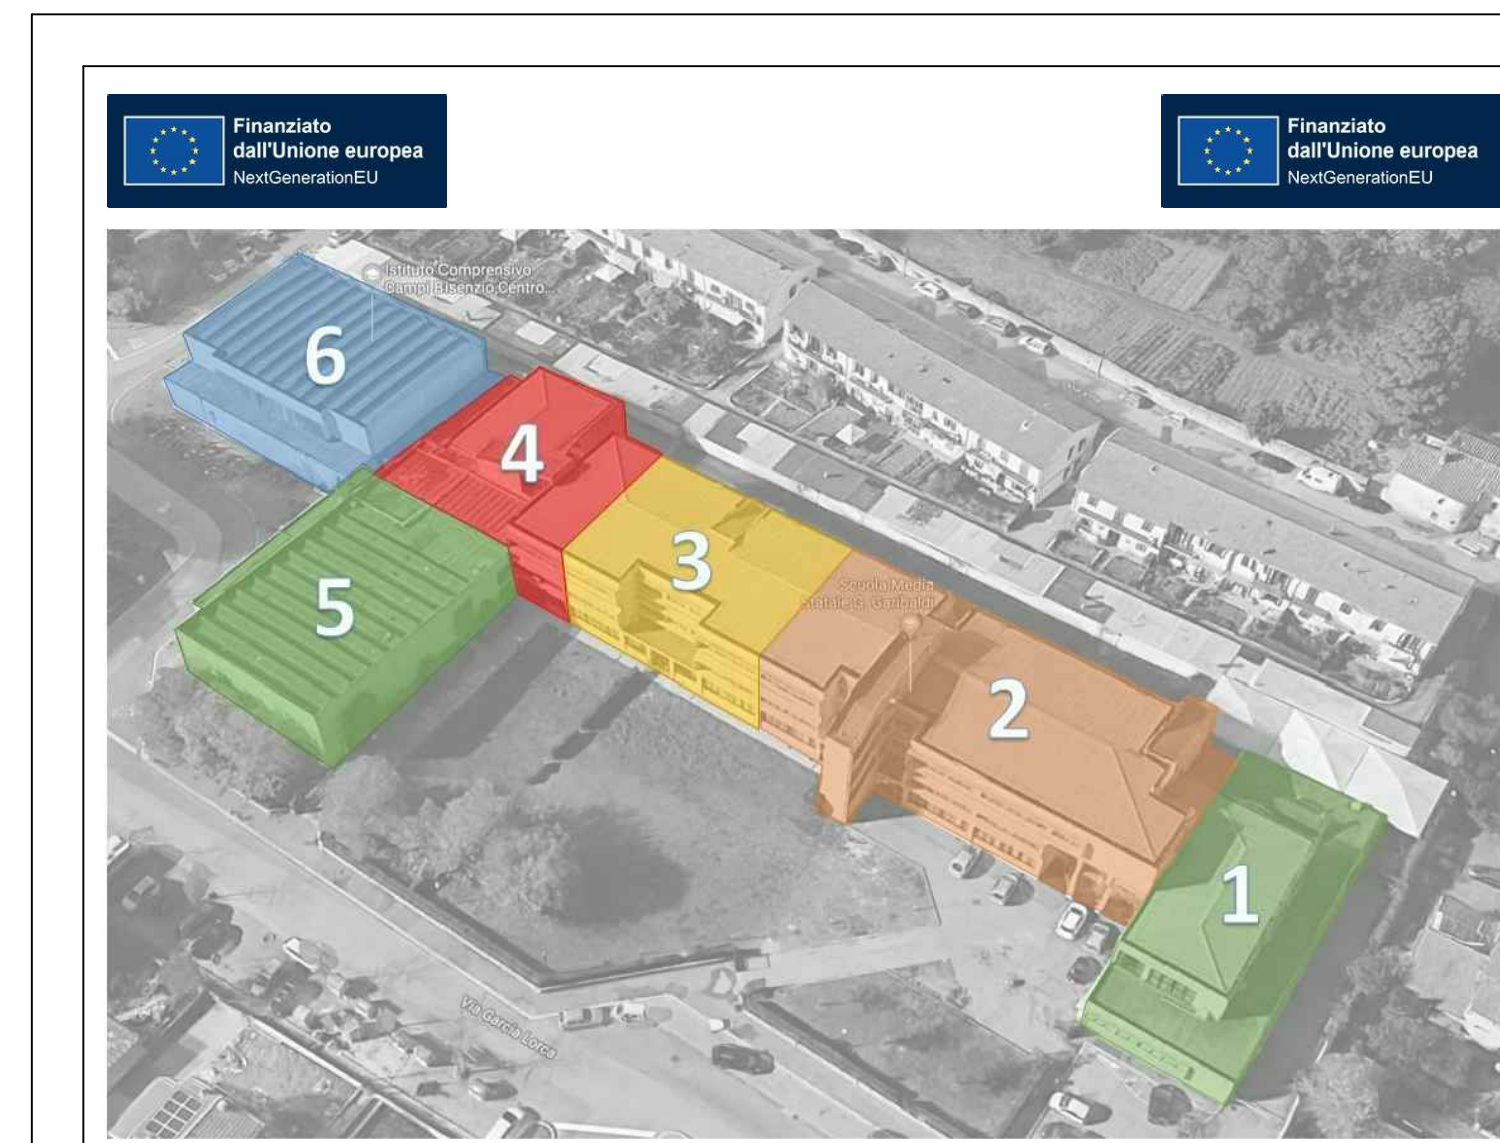 Finanziato
dall'Unione europea
NextGenerationEU
Finanziato
dall'Unione europea
NextGenerationEU
Istituto Comprensivo
Campi Bisenzio Centro...
6
4
5
3
Scuola Media
Statale G. Garibaldi
2
1
Via Garcia Lorca